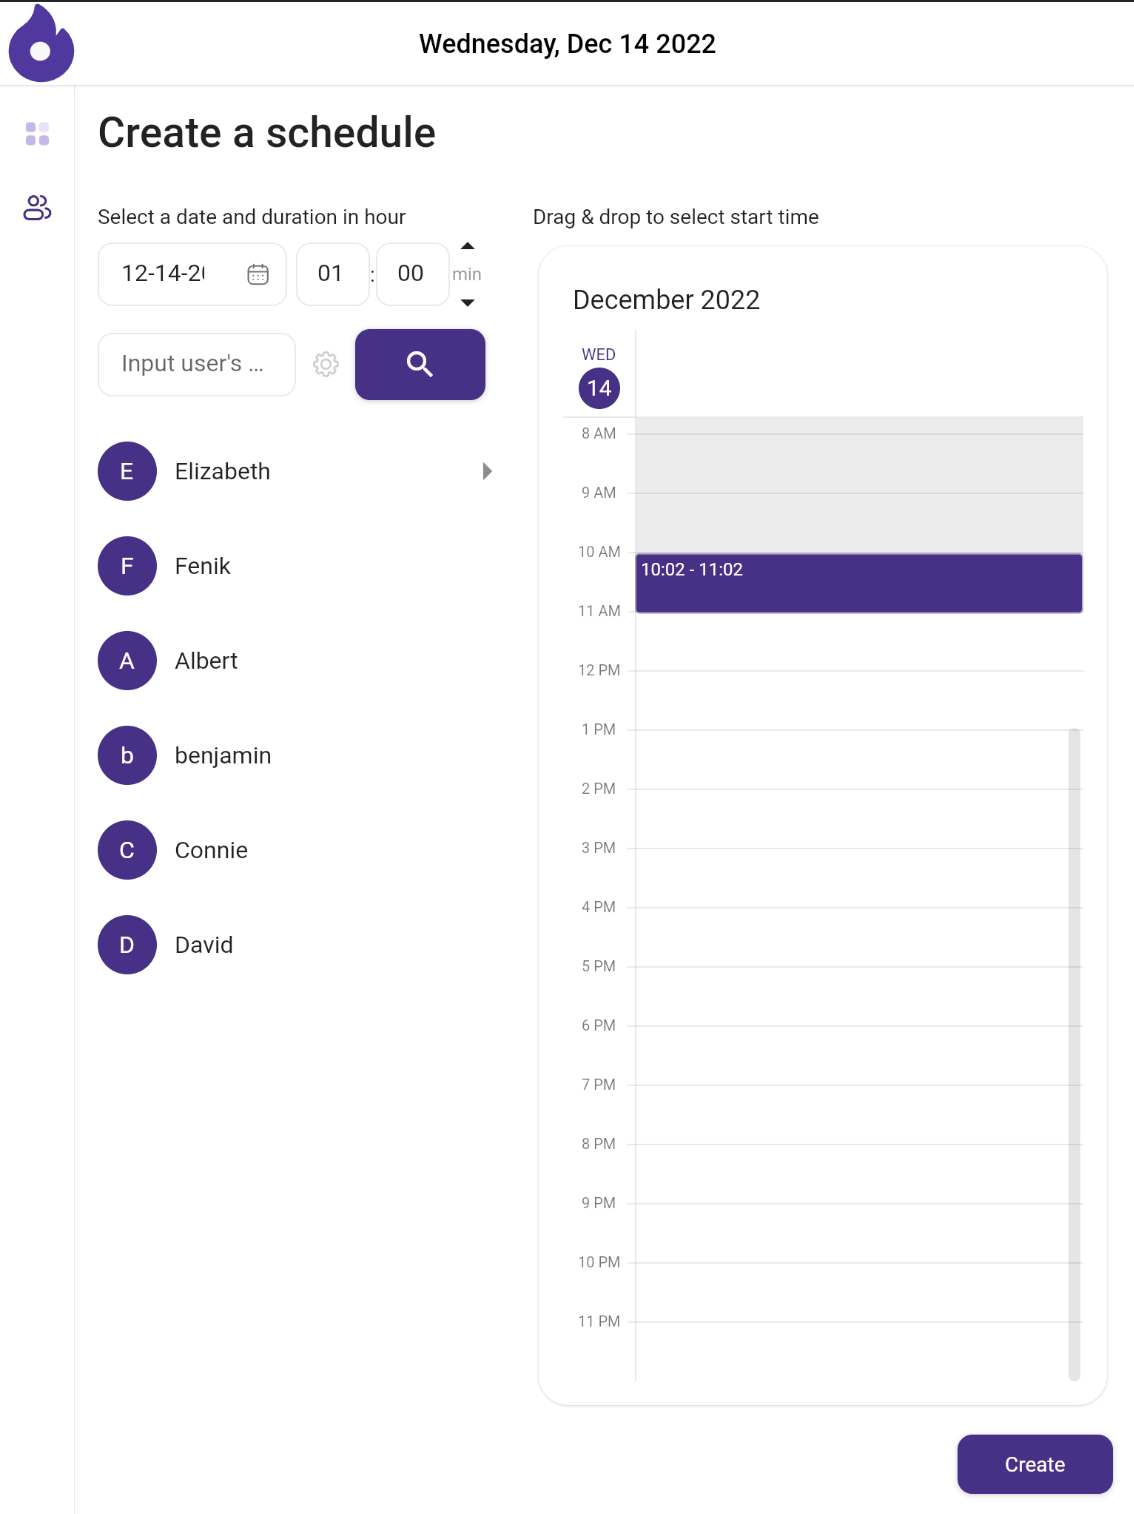 Wednesday, Dec 14 2022
Create a schedule
Select a date and duration in hour
12-14-20
01 : 00 min
Input user's ...
E Elizabeth
F Fenik
A Albert
b benjamin
C Connie
D David
Drag & drop to select start time
December 2022
WED
14
8 AM
9 AM
10 AM
10:02 - 11:02
11 AM
12 PM
1 PM
2 PM
3 PM
4 PM
5 PM
6 PM
7 PM
8 PM
9 PM
10 PM
11 PM
Create